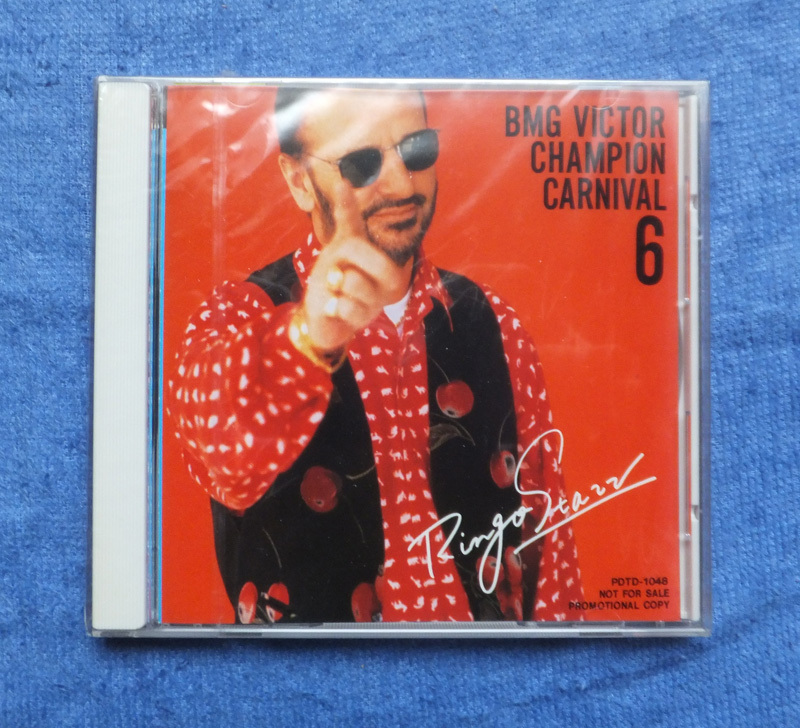 BMG VICTOR
CHAMPION
CARNIVAL
6
Ringo Starr
PDTD-1048
NOT FOR SALE
PROMOTIONAL COPY